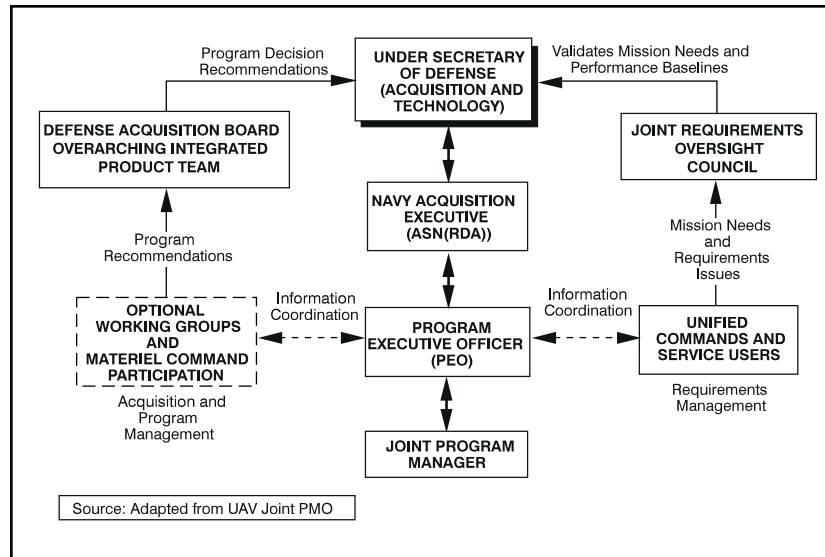 Program Decision
Recommendations
UNDER SECRETARY
OF DEFENSE
(ACQUISITION AND
TECHNOLOGY)
Validates Mission Needs and
Performance Baselines
DEFENSE ACQUISITION BOARD
OVERARCHING INTEGRATED
PRODUCT TEAM
JOINT REQUIREMENTS
OVERSIGHT
COUNCIL
NAVY ACQUISITION
EXECUTIVE
(ASN(RDA))
Program
Recommendations
Mission Needs
and
Requirements
Issues
OPTIONAL
WORKING GROUPS
AND
MATERIEL COMMAND
PARTICIPATION
Information
Coordination
PROGRAM
EXECUTIVE OFFICER
(PEO)
Information
Coordination
UNIFIED
COMMANDS AND
SERVICE USERS
Acquisition and
Program
Management
Requirements
Management
JOINT PROGRAM
MANAGER
Source: Adapted from UAV Joint PMO